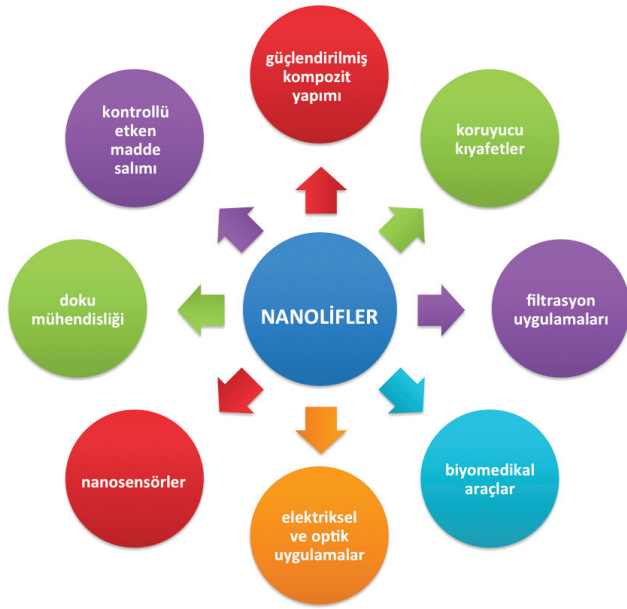 güçlendirilmiş
kompozit
yapımı
koruyucu
kıyafetler
filtrasyon
uygulamaları
biyomedikal
araçlar
elektriksel
ve optik
uygulamalar
nanosensörler
doku
mühendisliği
kontrollü
etken
madde
salımı
NANOLİFLER